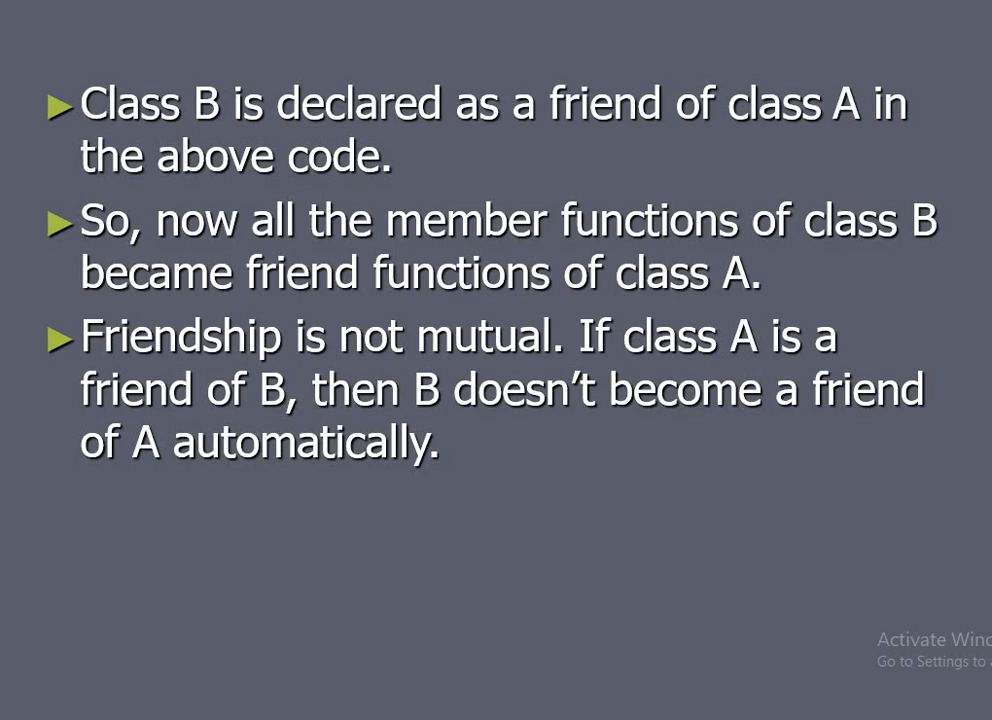 ► Class B is declared as a friend of class A in
the above code.
► So, now all the member functions of class B
became friend functions of class A.
► Friendship is not mutual. If class A is a
friend of B, then B doesn’t become a friend
of A automatically.
Activate
Go to Settings to